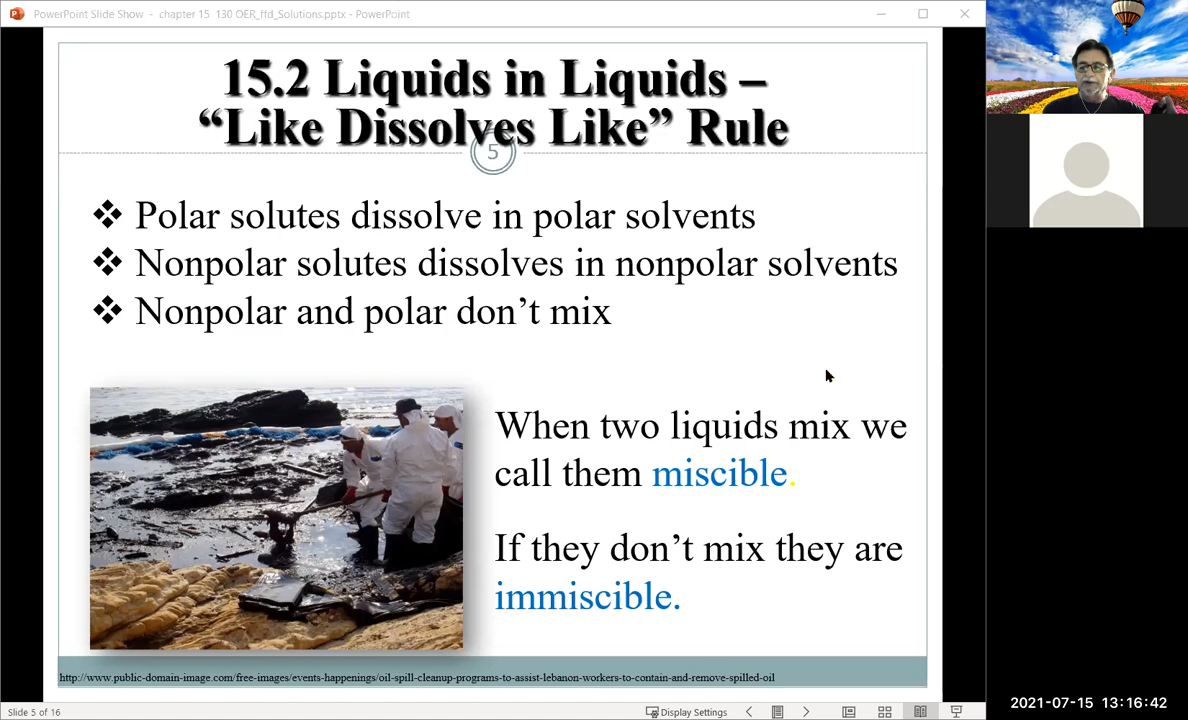 PowerPoint Slide Show - chapter 15 130 OER_ffd_Solutions.pptx - PowerPoint
15.2 Liquids in Liquids –
“Like Dissolves Like” Rule
5
❖ Polar solutes dissolve in polar solvents
❖ Nonpolar solutes dissolves in nonpolar solvents
❖ Nonpolar and polar don’t mix
When two liquids mix we
call them miscible.
If they don’t mix they are
immiscible.
http://www.public-domain-image.com/free-images/events-happenings/oil-spill-cleanup-programs-to-assist-lebanon-workers-to-contain-and-remove-spilled-oil
Slide 5 of 16
Display Settings
2021-07-15 13:16:42